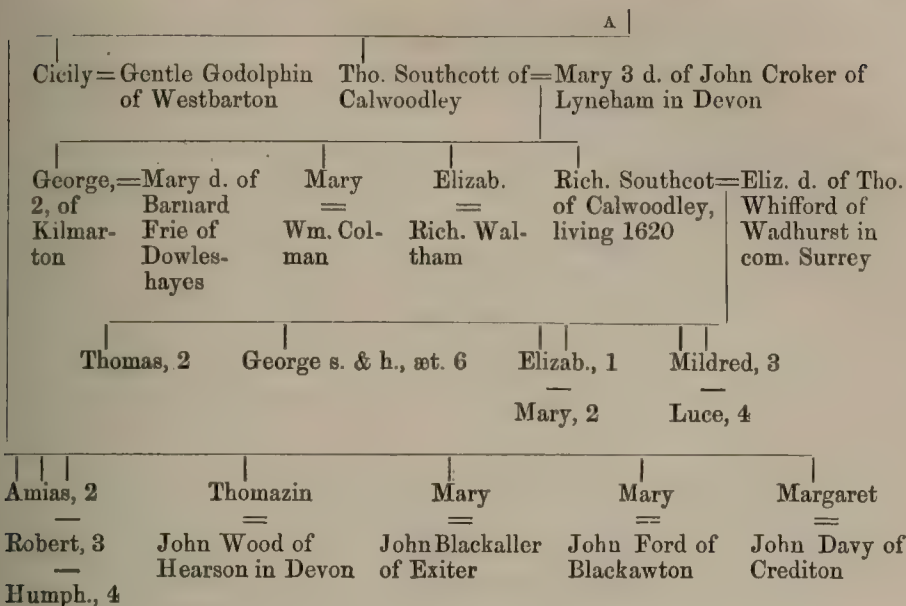 A
Cicily = Gentle Godolphin of Westbarton
Tho. Southcott of Calwoodley = Mary 3 d. of John Croker of Lyneham in Devon
George, 2, of Kilmar-
ton = Mary d. of
Barnard
Frie of
Dowles-
hayes
Mary
=
Wm. Col-
man
Elizab.
=
Rich. Wal-
tham
Rich. Southcot = Eliz. d. of Tho.
of Calwoodley,
living 1620
Whifford of
Wadhurst in
com. Surrey
Thomas, 2
George s. & h., æt. 6
Elizab., 1
—
Mary, 2
Mildred, 3
—
Luce, 4
Amias, 2
—
Robert, 3
—
Humph., 4
Thomazin
=
John Wood of
Hearson in Devon
Mary
=
John Blackaller
of Exiter
Mary
=
John Ford of
Blackawton
Margaret
=
John Davy of
Crediton